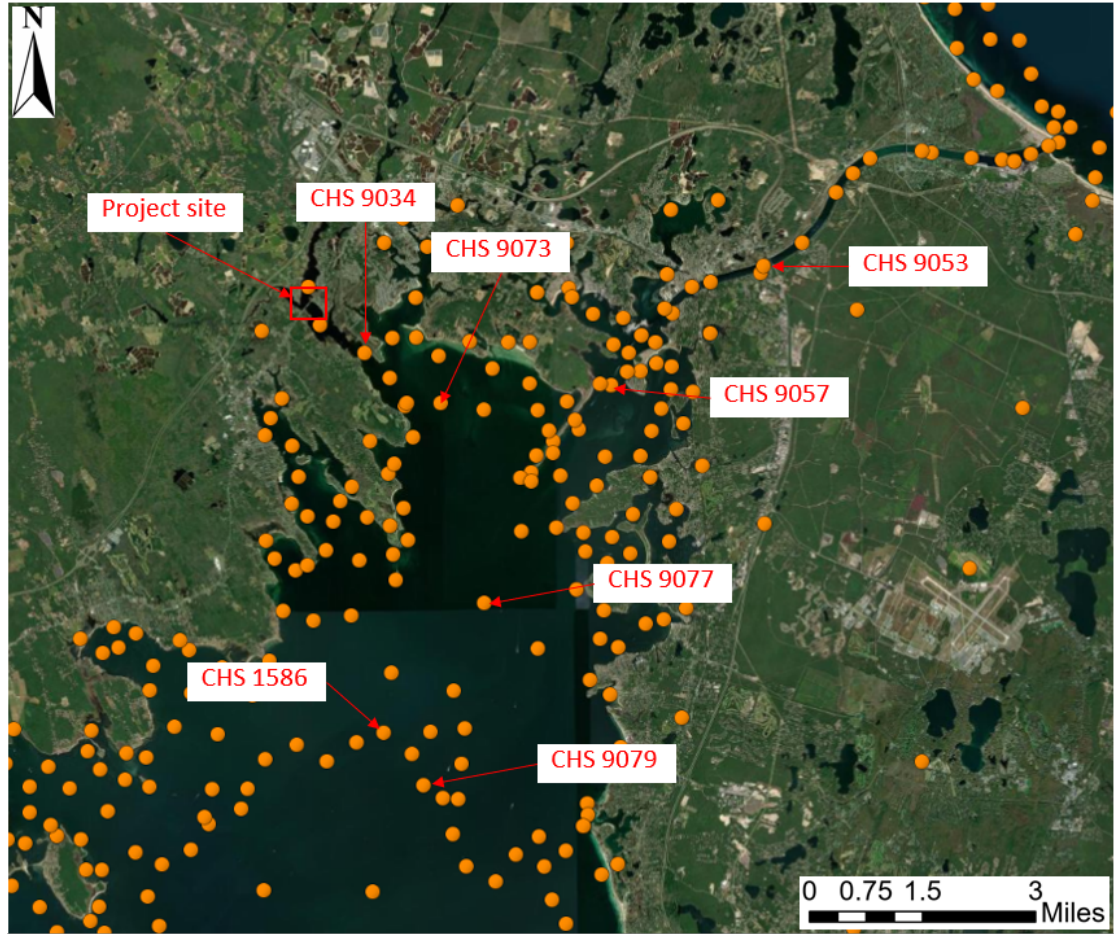 N
CHS 9034
Project site
CHS 9073
CHS 9053
CHS 9057
CHS 9077
CHS 1586
CHS 9079
0 0.75 1.5 3
Miles